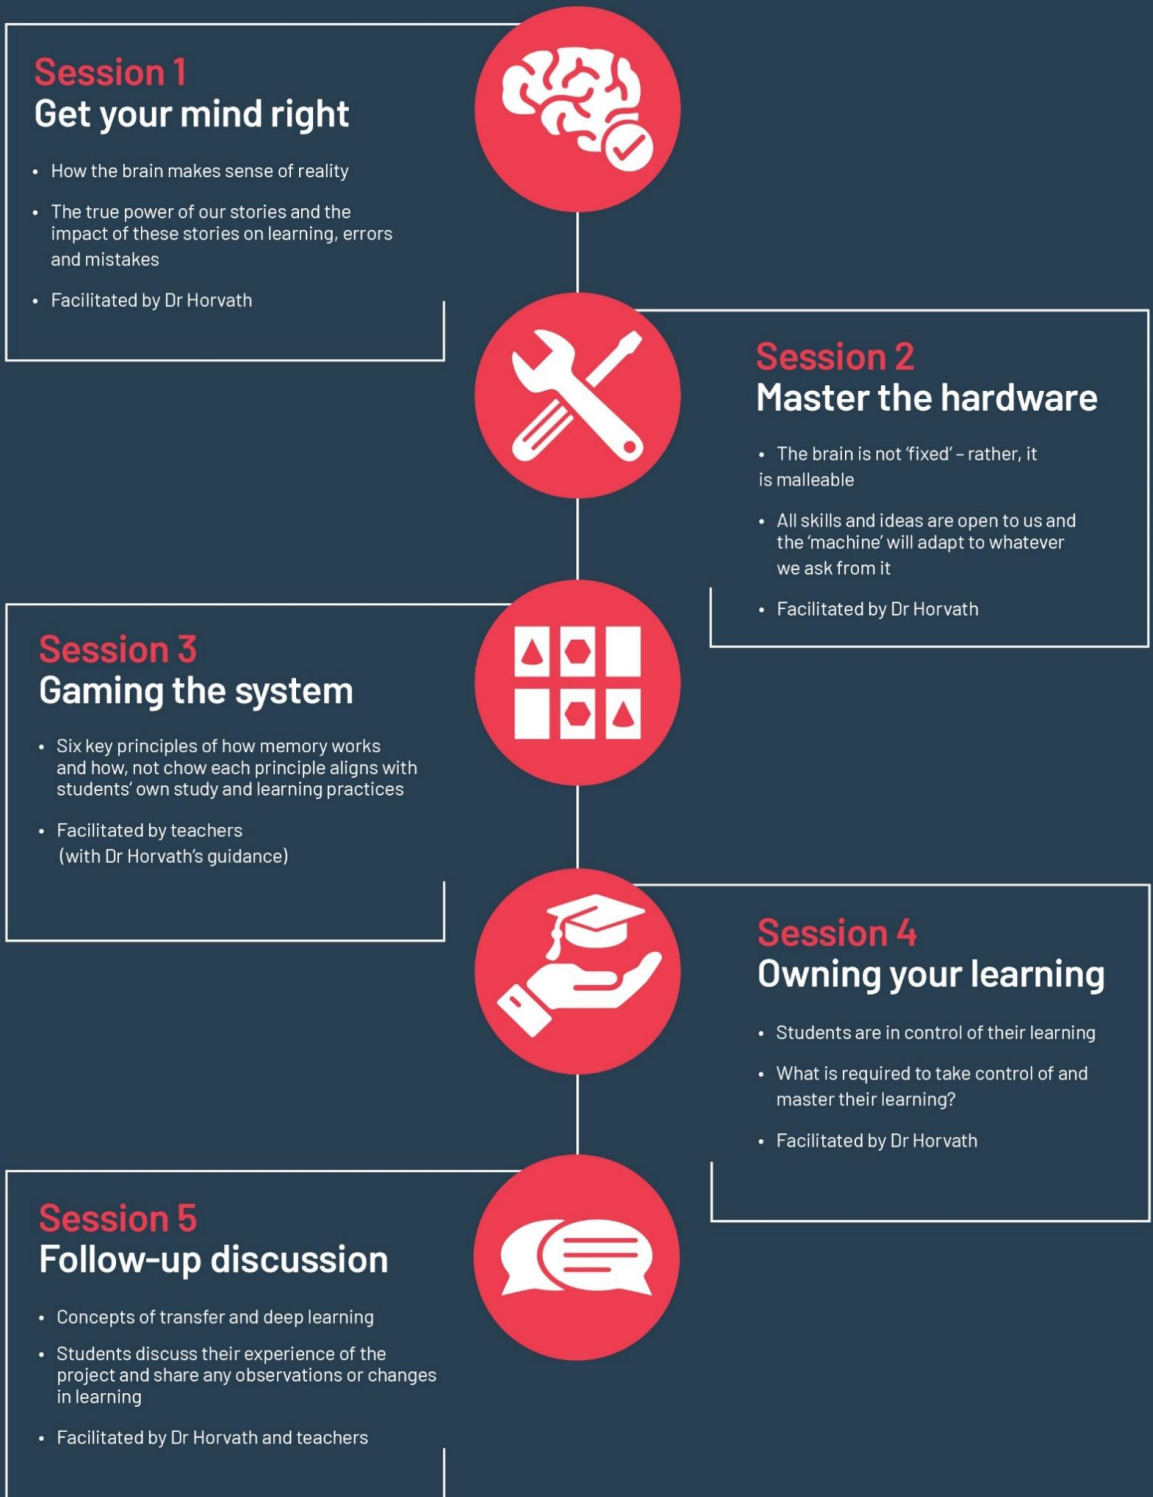 Session 1
Get your mind right
• How the brain makes sense of reality
• The true power of our stories and the
impact of these stories on learning, errors
and mistakes
• Facilitated by Dr Horvath
Session 2
Master the hardware
• The brain is not ‘fixed’ – rather, it
is malleable
• All skills and ideas are open to us and
the ‘machine’ will adapt to whatever
we ask from it
• Facilitated by Dr Horvath
Session 3
Gaming the system
• Six key principles of how memory works
and how, not chow each principle aligns with
students’ own study and learning practices
• Facilitated by teachers
(with Dr Horvath’s guidance)
Session 4
Owning your learning
• Students are in control of their learning
• What is required to take control of and
master their learning?
• Facilitated by Dr Horvath
Session 5
Follow-up discussion
• Concepts of transfer and deep learning
• Students discuss their experience of the
project and share any observations or changes
in learning
• Facilitated by Dr Horvath and teachers